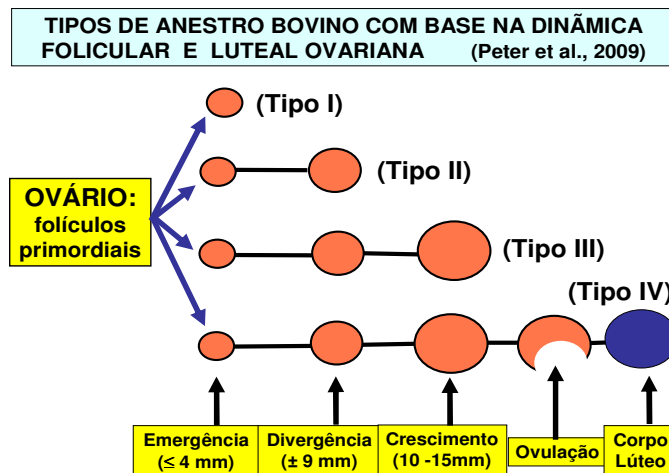 TIPOS DE ANESTRO BOVINO COM BASE NA DINÂMICA
FOLICULAR E LUTEAL OVARIANA (Peter et al., 2009)
(Tipo I)
(Tipo II)
OVÁRIO:
folículos
primordiais
(Tipo III)
(Tipo IV)
Emergência
(≤ 4 mm)
Divergência
(± 9 mm)
Crescimento
(10 -15mm)
Ovulação
Corpo
Lúteo